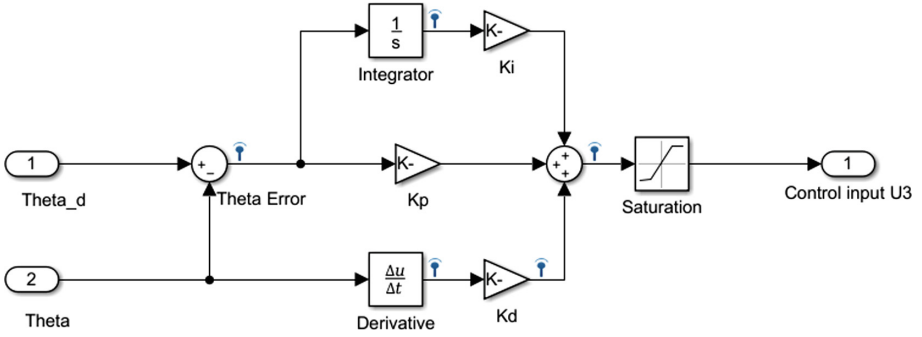 1
s
Integrator
K-
Ki
1
Theta_d
+
−
Theta Error
K-
Kp
+
+
+
Saturation
1
Control input U3
2
Theta
Δu
Δt
Derivative
K-
Kd